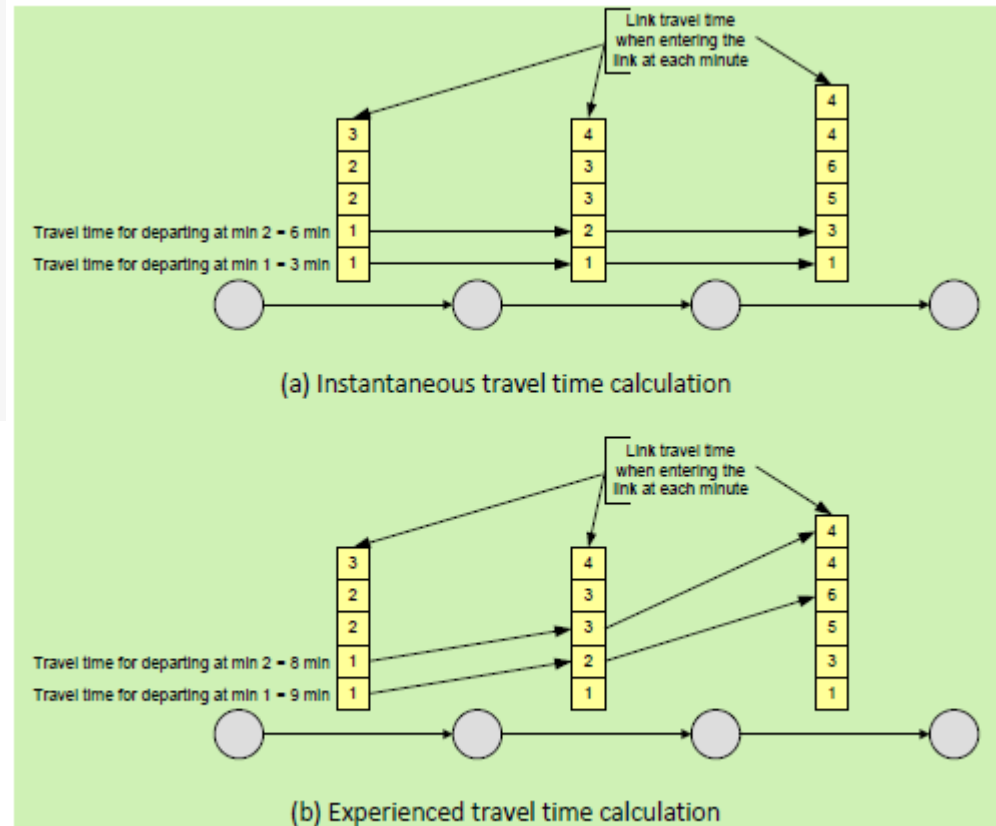 Link travel time
when entering the
link at each minute
3
4
4
2
3
4
2
3
6
5
Travel time for departing at min 2 = 6 min
1
2
3
Travel time for departing at min 1 = 3 min
1
1
1
(a) Instantaneous travel time calculation
Link travel time
when entering the
link at each minute
4
3
4
4
2
3
6
2
3
5
Travel time for departing at min 2 = 8 min
1
2
3
Travel time for departing at min 1 = 9 min
1
1
1
(b) Experienced travel time calculation